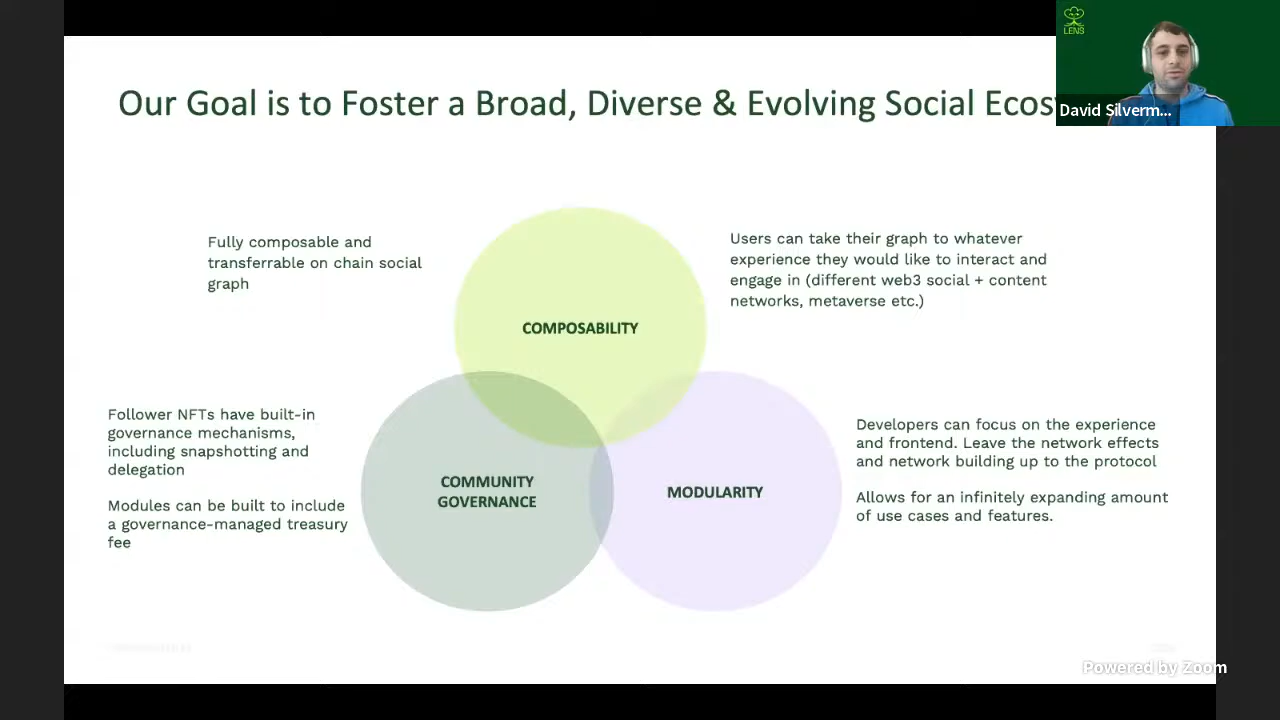 LENS
David Silverm...
Our Goal is to Foster a Broad, Diverse & Evolving Social Ecos
Fully composable and
transferrable on chain social
graph
Users can take their graph to whatever
experience they would like to interact and
engage in (different web3 social + content
networks, metaverse etc.)
COMPOSABILITY
Follower NFTs have built-in
governance mechanisms,
including snapshotting and
delegation
Modules can be built to include
a governance-managed treasury
fee
COMMUNITY
GOVERNANCE
MODULARITY
Developers can focus on the experience
and frontend. Leave the network effects
and network building up to the protocol
Allows for an infinitely expanding amount
of use cases and features.
Powered by Zoom